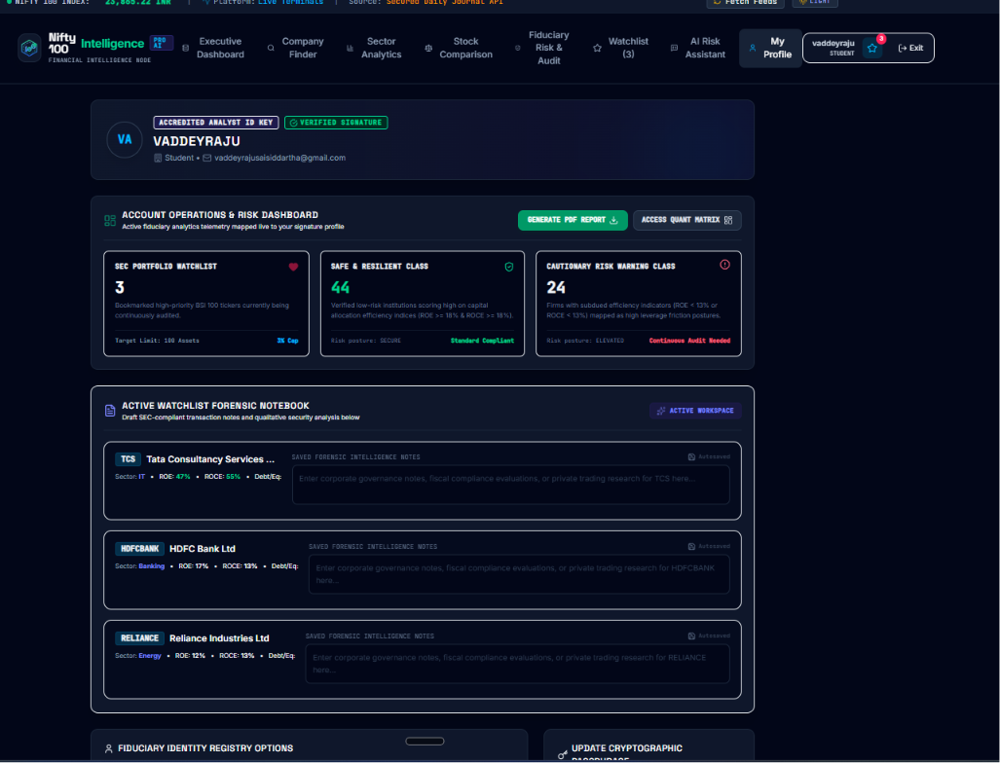 NIFTY 100 INDEX: 23,865.22 INR | Platform: Live Terminals | Source: Secured Daily Journal API
Fetch Feeds
LIGHT
Nifty 100 Intelligence PRO AI
FINANCIAL INTELLIGENCE NODE
Executive Dashboard
Company Finder
Sector Analytics
Stock Comparison
Fiduciary Risk & Audit
Watchlist (3)
AI Risk Assistant
My Profile
vaddeyraju
STUDENT
3
Exit
VA
ACCREDITED ANALYST ID KEY
VERIFIED SIGNATURE
VADDEYRAJU
Student • vaddeyrajusaisiddartha@gmail.com
ACCOUNT OPERATIONS & RISK DASHBOARD
Active fiduciary analytics telemetry mapped live to your signature profile
GENERATE PDF REPORT
ACCESS QUANT MATRIX
SEC PORTFOLIO WATCHLIST
3
Bookmarked high-priority BSI 100 tickers currently being
continuously audited.
Target Limit: 100 Assets
3% Cap
SAFE & RESILIENT CLASS
44
Verified low-risk institutions scoring high on capital
allocation efficiency indices (ROE >= 18% & ROCE >= 18%).
Risk posture: SECURE
Standard Compliant
CAUTIONARY RISK WARNING CLASS
24
Firms with subdued efficiency indicators (ROE < 13% or
ROCE < 13%) mapped as high leverage friction postures.
Risk posture: ELEVATED
Continuous Audit Needed
ACTIVE WATCHLIST FORENSIC NOTEBOOK
Draft SEC-compliant transaction notes and qualitative security analysis below
ACTIVE WORKSPACE
TCS Tata Consultancy Services ...
Sector: IT • ROE: 47% • ROCE: 55% • Debt/Eq:
SAVED FORENSIC INTELLIGENCE NOTES
Autosaved
Enter corporate governance notes, fiscal compliance evaluations, or private trading research for TCS here...
HDFCBANK HDFC Bank Ltd
Sector: Banking • ROE: 17% • ROCE: 13% • Debt/Eq:
SAVED FORENSIC INTELLIGENCE NOTES
Autosaved
Enter corporate governance notes, fiscal compliance evaluations, or private trading research for HDFCBANK
here...
RELIANCE Reliance Industries Ltd
Sector: Energy • ROE: 12% • ROCE: 13% • Debt/Eq:
SAVED FORENSIC INTELLIGENCE NOTES
Autosaved
Enter corporate governance notes, fiscal compliance evaluations, or private trading research for RELIANCE
here...
FIDUCIARY IDENTITY REGISTRY OPTIONS
UPDATE CRYPTOGRAPHIC
PASSPHRASE